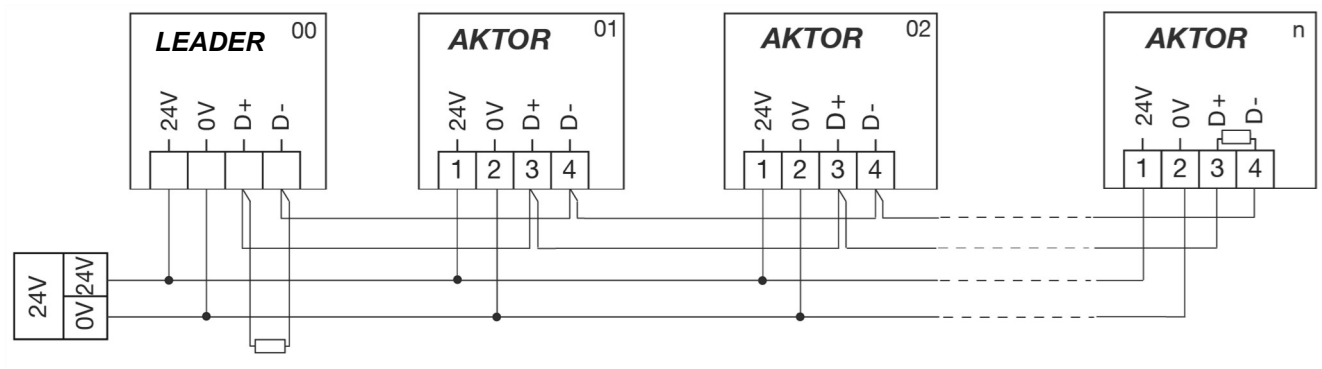 LEADER 00
24V 0V D+ D-
AKTOR 01
24V 0V D+ D-
1 2 3 4
AKTOR 02
24V 0V D+ D-
1 2 3 4
AKTOR n
24V 0V D+ D-
1 2 3 4
24V
24V
0V